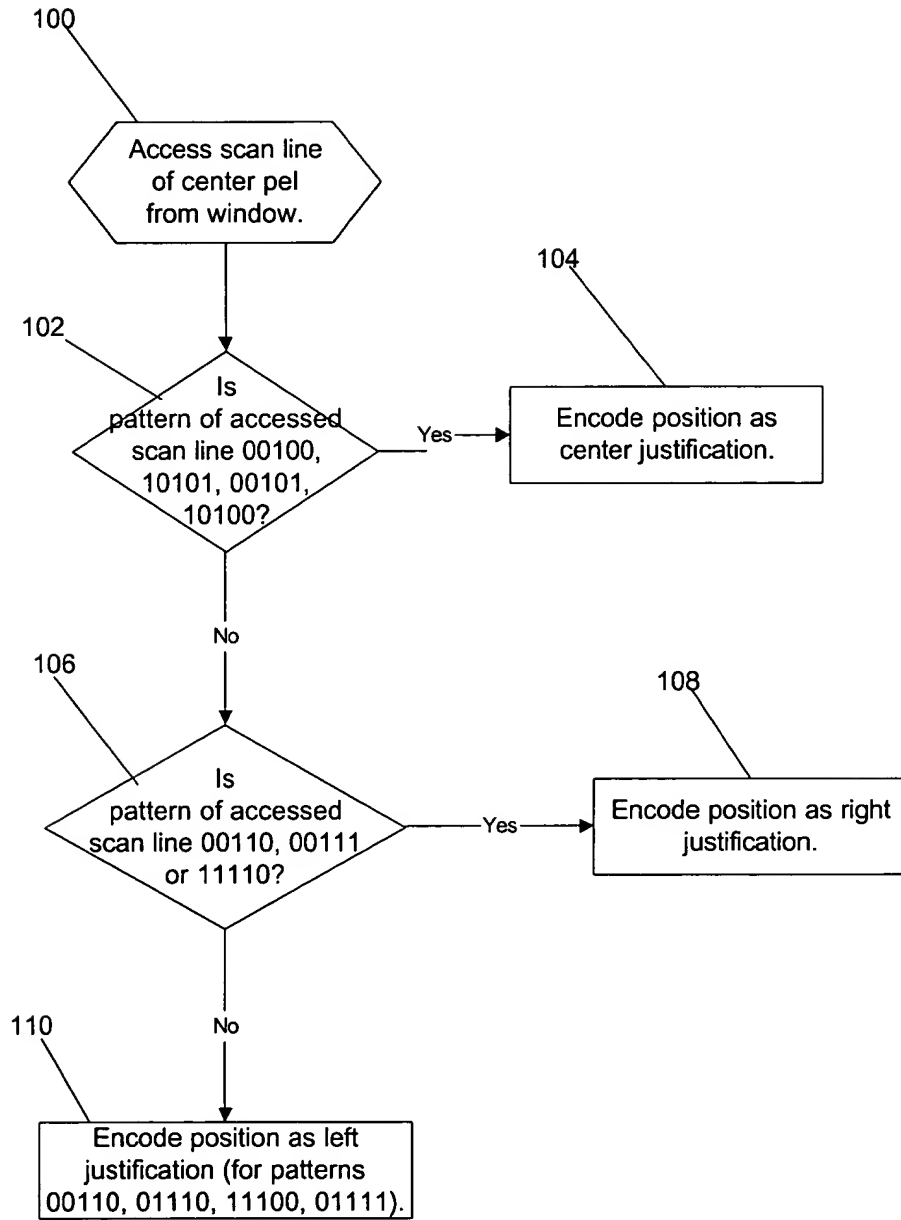 100
Access scan line
of center pel
from window.
104
102
Is
pattern of accessed
scan line 00100,
10101, 00101,
10100?
Yes
Encode position as
center justification.
No
106
108
Is
pattern of accessed
scan line 00110, 00111
or 11110?
Yes
Encode position as right
justification.
No
110
Encode position as left
justification (for patterns
00110, 01110, 11100, 01111).